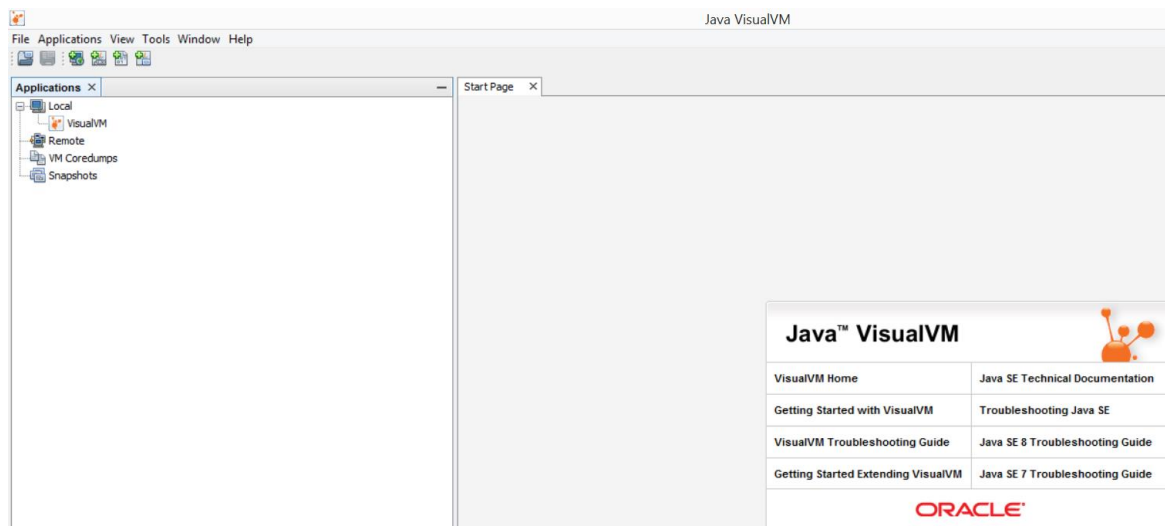 Java VisualVM
File Applications View Tools Window Help
Applications
Start Page
Local
VisualVM
Remote
VM Coredumps
Snapshots
Java™ VisualVM
VisualVM Home
Java SE Technical Documentation
Getting Started with VisualVM
Troubleshooting Java SE
VisualVM Troubleshooting Guide
Java SE 8 Troubleshooting Guide
Getting Started Extending VisualVM
Java SE 7 Troubleshooting Guide
ORACLE